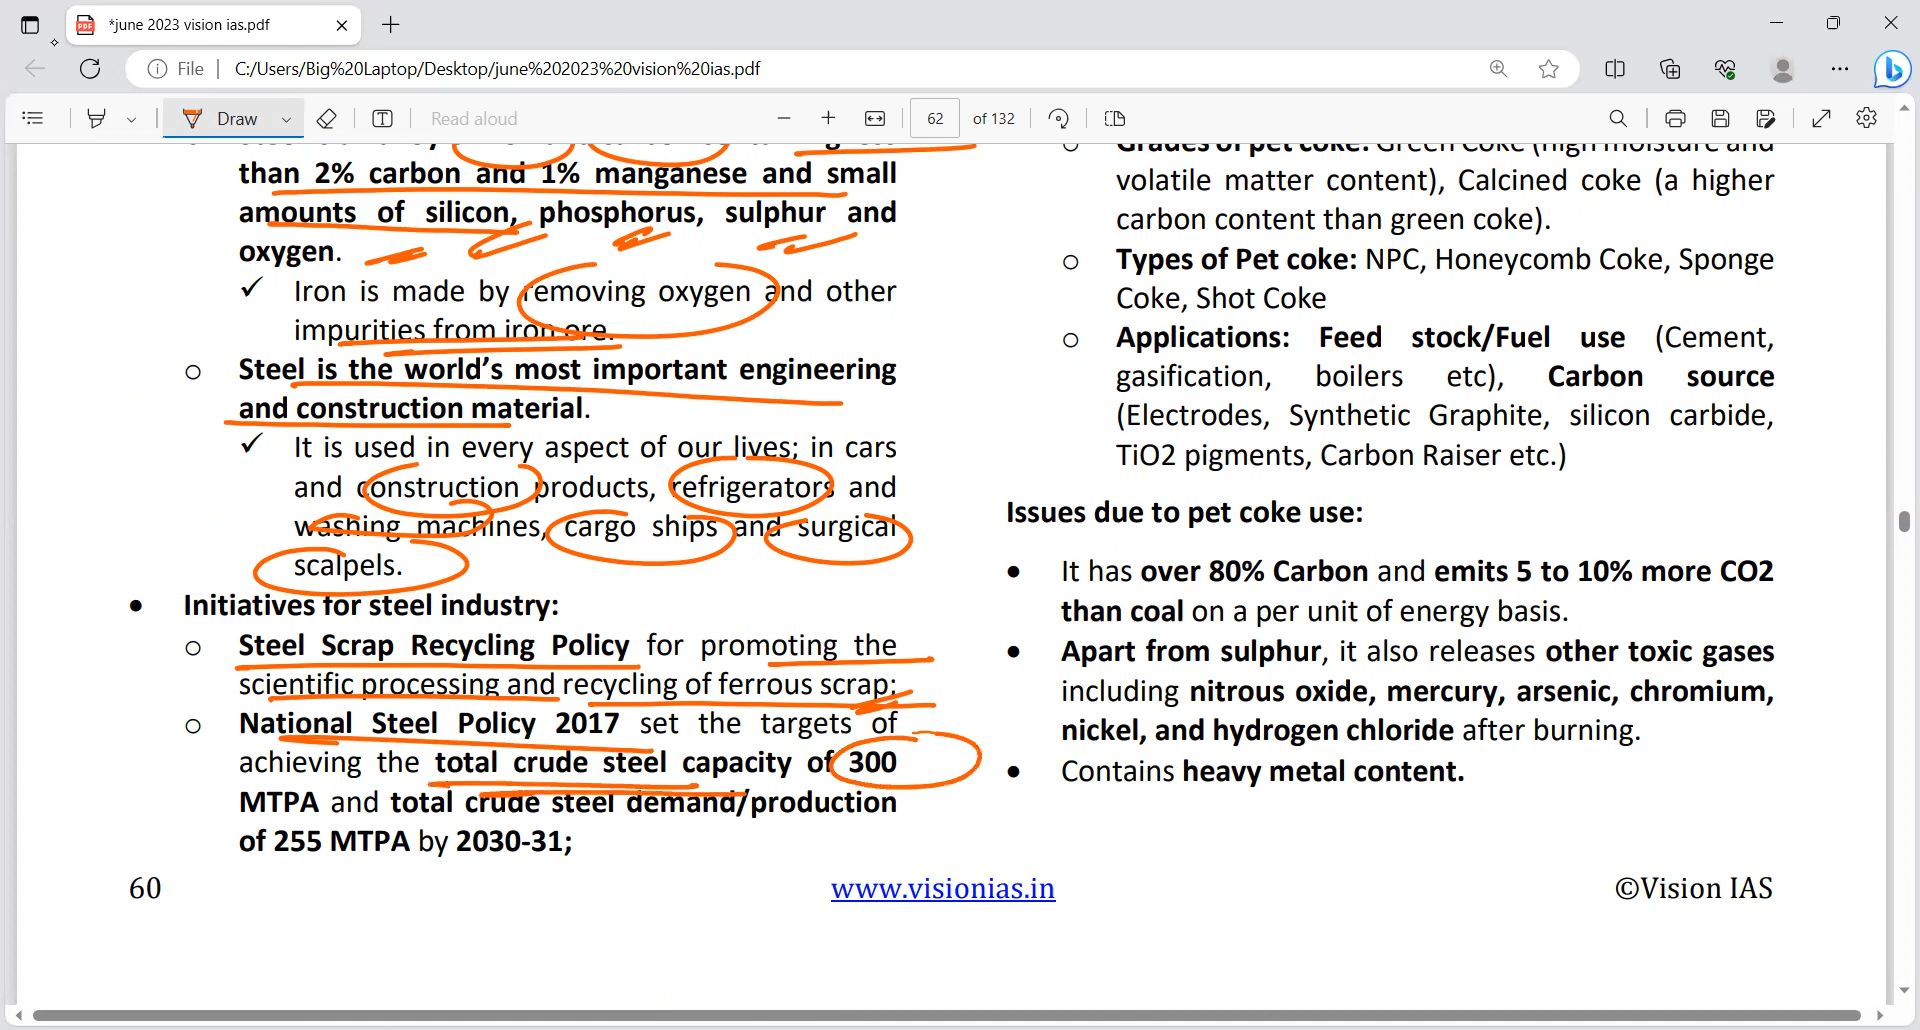 *june 2023 vision ias.pdf
File
C:/Users/Big%20Laptop/Desktop/june%202023%20vision%20ias.pdf
Draw
Read aloud
62 of 132
than 2% carbon and 1% manganese and small
amounts of silicon, phosphorus, sulphur and
oxygen.
✓ Iron is made by removing oxygen and other
impurities from iron ore.
o Steel is the world’s most important engineering
and construction material.
✓ It is used in every aspect of our lives; in cars
and construction products, refrigerators and
washing machines, cargo ships and surgical
scalpels.
• Initiatives for steel industry:
o Steel Scrap Recycling Policy for promoting the
scientific processing and recycling of ferrous scrap;
o National Steel Policy 2017 set the targets of
achieving the total crude steel capacity of 300
MTPA and total crude steel demand/production
of 255 MTPA by 2030-31;
o Grades of pet coke: Green Coke (high moisture and
volatile matter content), Calcined coke (a higher
carbon content than green coke).
o Types of Pet coke: NPC, Honeycomb Coke, Sponge
Coke, Shot Coke
o Applications: Feed stock/Fuel use (Cement,
gasification, boilers etc), Carbon source
(Electrodes, Synthetic Graphite, silicon carbide,
TiO2 pigments, Carbon Raiser etc.)
Issues due to pet coke use:
• It has over 80% Carbon and emits 5 to 10% more CO2
than coal on a per unit of energy basis.
• Apart from sulphur, it also releases other toxic gases
including nitrous oxide, mercury, arsenic, chromium,
nickel, and hydrogen chloride after burning.
• Contains heavy metal content.
60
www.visionias.in
©Vision IAS